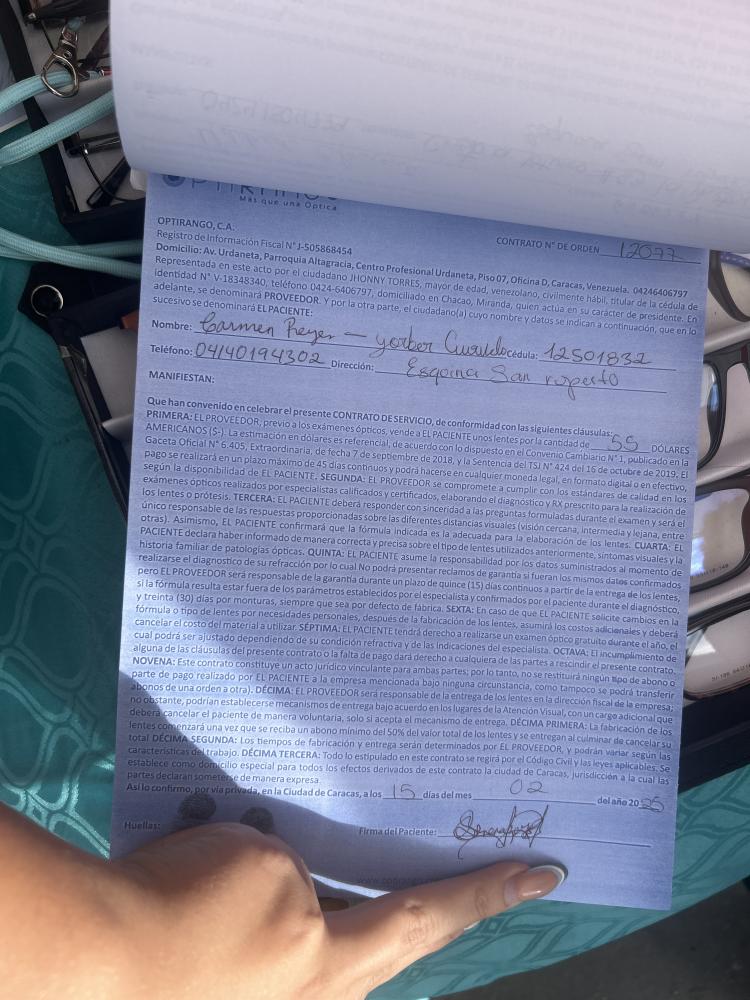 OPTIRANGO
Más que una Óptica
OPTIRANGO, C.A.
Registro de Información Fiscal N° J-505868454
CONTRATO N° DE ORDEN 12077
Domicilio: Av. Urdaneta, Parroquia Altagracia, Centro Profesional Urdaneta, Piso 07, Oficina D, Caracas, Venezuela. 04246406797
Representada en este acto por el ciudadano JHONNY TORRES, mayor de edad, venezolano, civilmente hábil, titular de la cédula de
identidad N° V-18348340, teléfono 0424-6406797, domiciliado en Chacao, Miranda, quien actúa en su carácter de presidente. En
adelante, se denominará PROVEEDOR. Y por la otra parte, el ciudadano(a) cuyo nombre y datos se indican a continuación, que en lo
sucesivo se denominará EL PACIENTE:
Nombre: Carmen Reyes — yorber Cédula: 12501832
Teléfono: 04140194302 Dirección: Esquina San ruperto
MANIFIESTAN:
Que han convenido en celebrar el presente CONTRATO DE SERVICIO, de conformidad con las siguientes cláusulas:
PRIMERA: EL PROVEEDOR, previo a los exámenes ópticos, vende a EL PACIENTE unos lentes por la cantidad de 55 DÓLARES
AMERICANOS ($-). La estimación en dólares es referencial, de acuerdo con lo dispuesto en el Convenio Cambiario N° 1, publicado en la
Gaceta Oficial N° 6.405, Extraordinaria, de fecha 7 de septiembre de 2018, y la Sentencia del TSJ N° 424 del 16 de octubre de 2019. El
pago se realizará en un plazo máximo de 45 días continuos y podrá hacerse en cualquier moneda legal, en formato digital o en efectivo,
según la disponibilidad de EL PACIENTE. SEGUNDA: EL PROVEEDOR se compromete a cumplir con los estándares de calidad en los
exámenes ópticos realizados por especialistas calificados y certificados, elaborando el diagnóstico y RX prescrito para la realización de
los lentes o prótesis. TERCERA: EL PACIENTE deberá responder con sinceridad a las preguntas formuladas durante el examen y será el
único responsable de las respuestas proporcionadas sobre las diferentes distancias visuales (visión cercana, intermedia y lejana, entre
otras). Asimismo, EL PACIENTE confirmará que la fórmula indicada es la adecuada para la elaboración de los lentes. CUARTA: EL
PACIENTE declara haber informado de manera correcta y precisa sobre el tipo de lentes utilizados anteriormente, síntomas visuales y la
historia familiar de patologías ópticas. QUINTA: EL PACIENTE asume la responsabilidad por los datos suministrados al momento de
realizarse el diagnostico de su refracción por lo cual No podrá presentar reclamos de garantía si fueran los mismos datos confirmados
pero EL PROVEEDOR será responsable de la garantía durante un plazo de quince (15) días continuos a partir de la entrega de los lentes,
si la fórmula resulta estar fuera de los parámetros establecidos por el especialista y confirmados por el paciente durante el diagnóstico,
y treinta (30) días por monturas, siempre que sea por defecto de fábrica. SEXTA: En caso de que EL PACIENTE solicite cambios en la
fórmula o tipo de lentes por necesidades personales, después de la fabricación de los lentes, asumirá los costos adicionales y deberá
cancelar el costo del material a utilizar. SÉPTIMA: EL PACIENTE tendrá derecho a realizarse un examen óptico gratuito durante el año, el
cual podrá ser ajustado dependiendo de su condición refractiva y de las indicaciones del especialista. OCTAVA: El incumplimiento de
alguna de las cláusulas del presente contrato o la falta de pago dará derecho a cualquiera de las partes a rescindir el presente contrato.
NOVENA: Este contrato constituye un acto jurídico vinculante para ambas partes; por lo tanto, no se restituirá ningún tipo de abono o
parte de pago realizado por EL PACIENTE a la empresa mencionada bajo ninguna circunstancia, como tampoco se podrá transferir
abonos de una orden a otra). DÉCIMA: EL PROVEEDOR será responsable de la entrega de los lentes en la dirección fiscal de la empresa;
no obstante, podrían establecerse mecanismos de entrega bajo acuerdo en los lugares de la Atención Visual, con un cargo adicional que
deberá cancelar el paciente de manera voluntaria, solo si acepta el mecanismo de entrega. DÉCIMA PRIMERA: La fabricación de los
lentes comenzará una vez que se reciba un abono mínimo del 50% del valor total de los lentes y se entregan al culminar de cancelar su
total DÉCIMA SEGUNDA: Los tiempos de fabricación y entrega serán determinados por EL PROVEEDOR, y podrán variar según las
características del trabajo. DÉCIMA TERCERA: Todo lo estipulado en este contrato se regirá por el Código Civil y las leyes aplicables. Se
establece como domicilio especial para todos los efectos derivados de este contrato la ciudad de Caracas, jurisdicción a la cual las
partes declaran someterse de manera expresa.
Así lo confirmo, por vía privada, en la Ciudad de Caracas, a los 15 días del mes 02 del año 2025
Huellas:
Firma del Paciente: